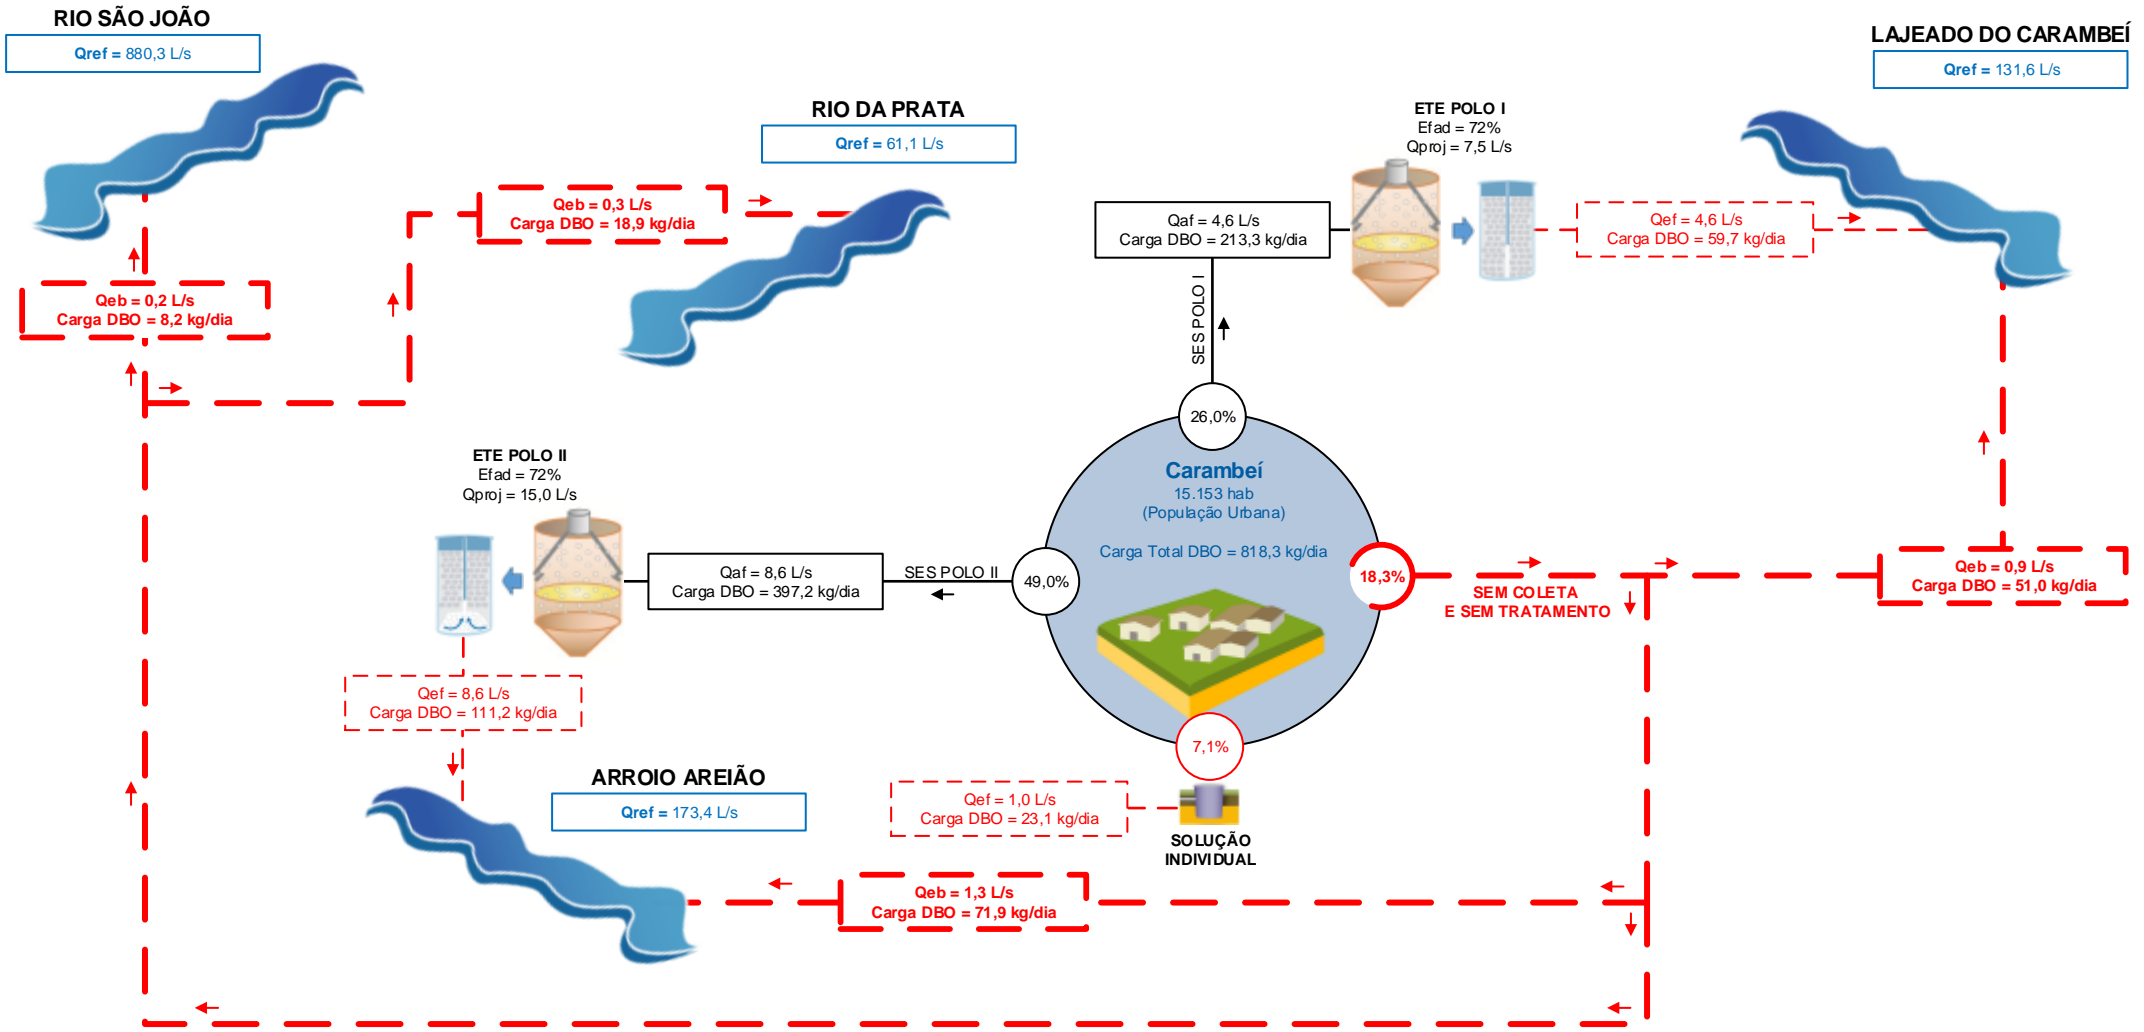 RIO SÃO JOÃO
Qref = 880,3 L/s
LAJEADO DO CARAMBEÍ
Qref = 131,6 L/s
RIO DA PRATA
Qref = 61,1 L/s
ETE POLO I
Efad = 72%
Qproj = 7,5 L/s
Qeb = 0,3 L/s
Carga DBO = 18,9 kg/dia
Qaf = 4,6 L/s
Carga DBO = 213,3 kg/dia
Qef = 4,6 L/s
Carga DBO = 59,7 kg/dia
Qeb = 0,2 L/s
Carga DBO = 8,2 kg/dia
SES POLO I
26,0%
ETE POLO II
Efad = 72%
Qproj = 15,0 L/s
Carambeí
15.153 hab
(População Urbana)
Carga Total DBO = 818,3 kg/dia
Qaf = 8,6 L/s
Carga DBO = 397,2 kg/dia
SES POLO II
49,0%
18,3%
SEM COLETA
E SEM TRATAMENTO
Qeb = 0,9 L/s
Carga DBO = 51,0 kg/dia
Qef = 8,6 L/s
Carga DBO = 111,2 kg/dia
7,1%
ARROIO AREIÃO
Qref = 173,4 L/s
Qef = 1,0 L/s
Carga DBO = 23,1 kg/dia
SOLUÇÃO
INDIVIDUAL
Qeb = 1,3 L/s
Carga DBO = 71,9 kg/dia